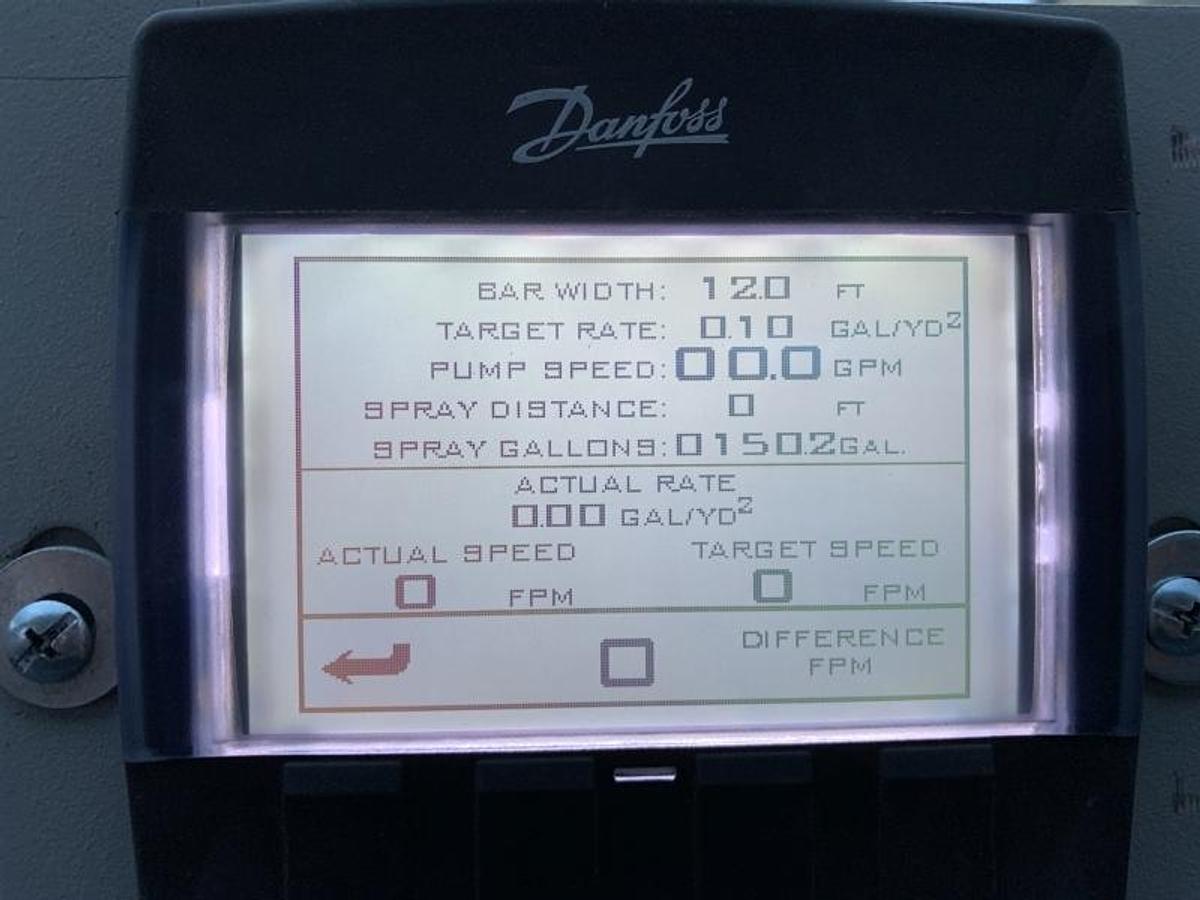 Danfoss
BAR WIDTH: 12.0 FT
TARGET RATE: 0.10 GAL/YD²
PUMP SPEED: 00.0 GPM
SPRAY DISTANCE: 0 FT
SPRAY GALLONS: 0150.2 GAL.
ACTUAL RATE
0.00 GAL/YD²
ACTUAL SPEED TARGET SPEED
0 FPM 0 FPM
0 DIFFERENCE
FPM